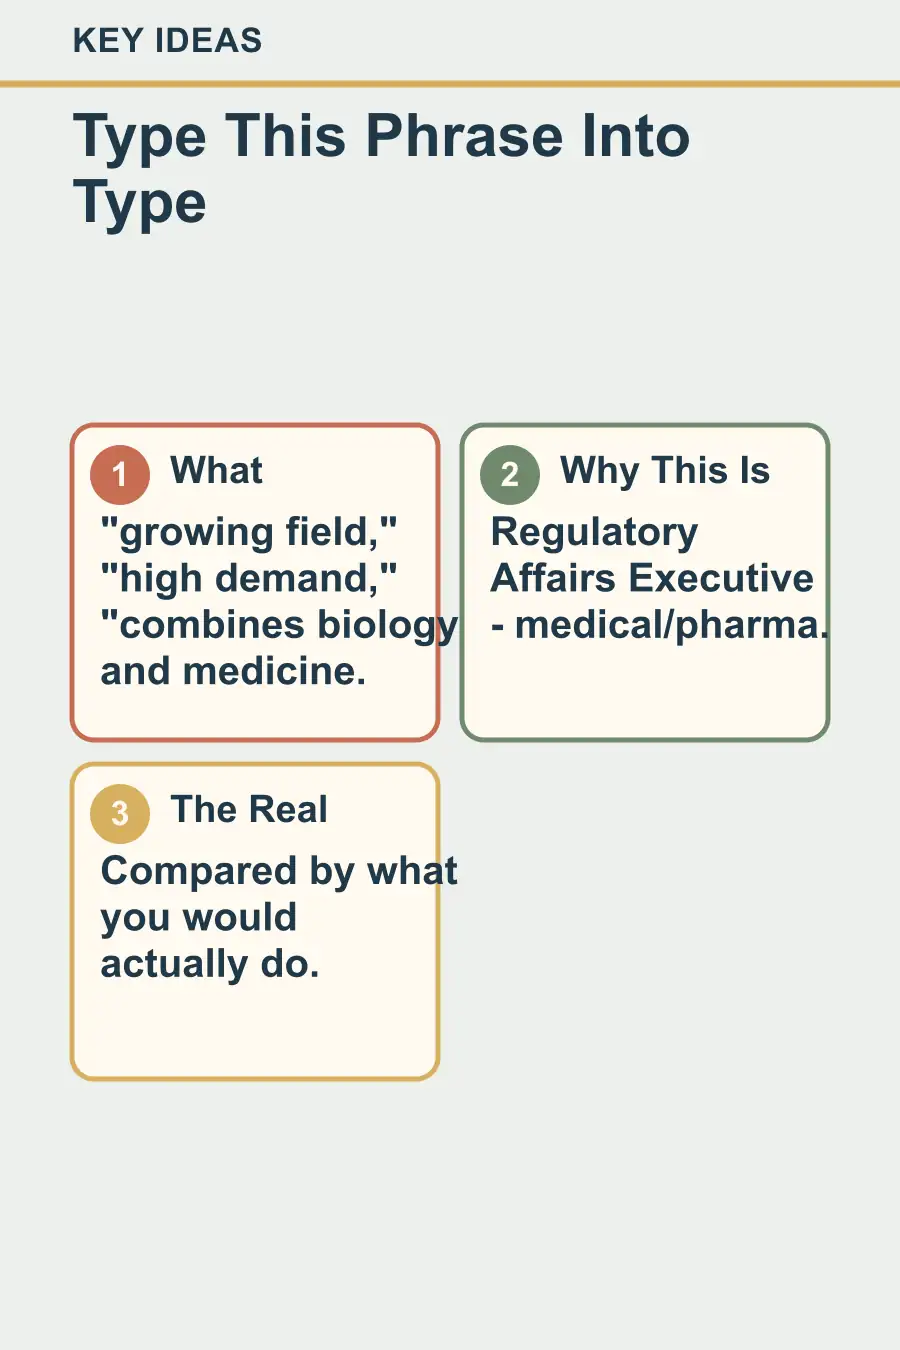 KEY IDEAS
Type This Phrase Into
Type
1 What
"growing field,"
"high demand,"
"combines biology
and medicine.
2 Why This Is
Regulatory
Affairs Executive
- medical/pharma.
3 The Real
Compared by what
you would
actually do.